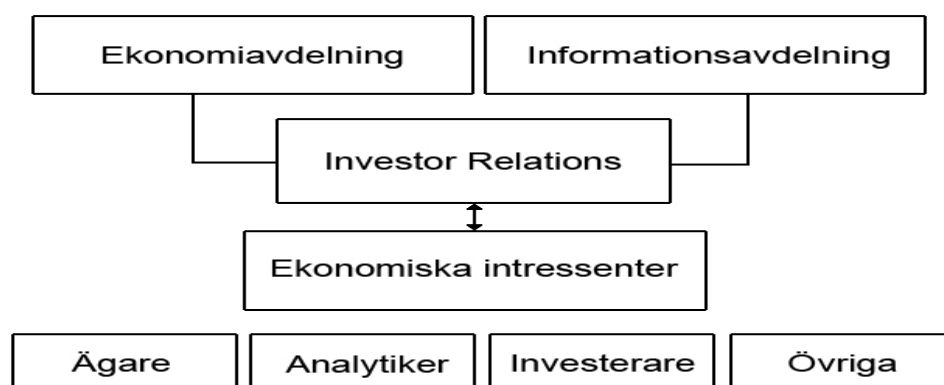 Ekonomiavdelning
Informationsavdelning
Investor Relations
Ekonomiska intressenter
Ägare
Analytiker
Investerare
Övriga